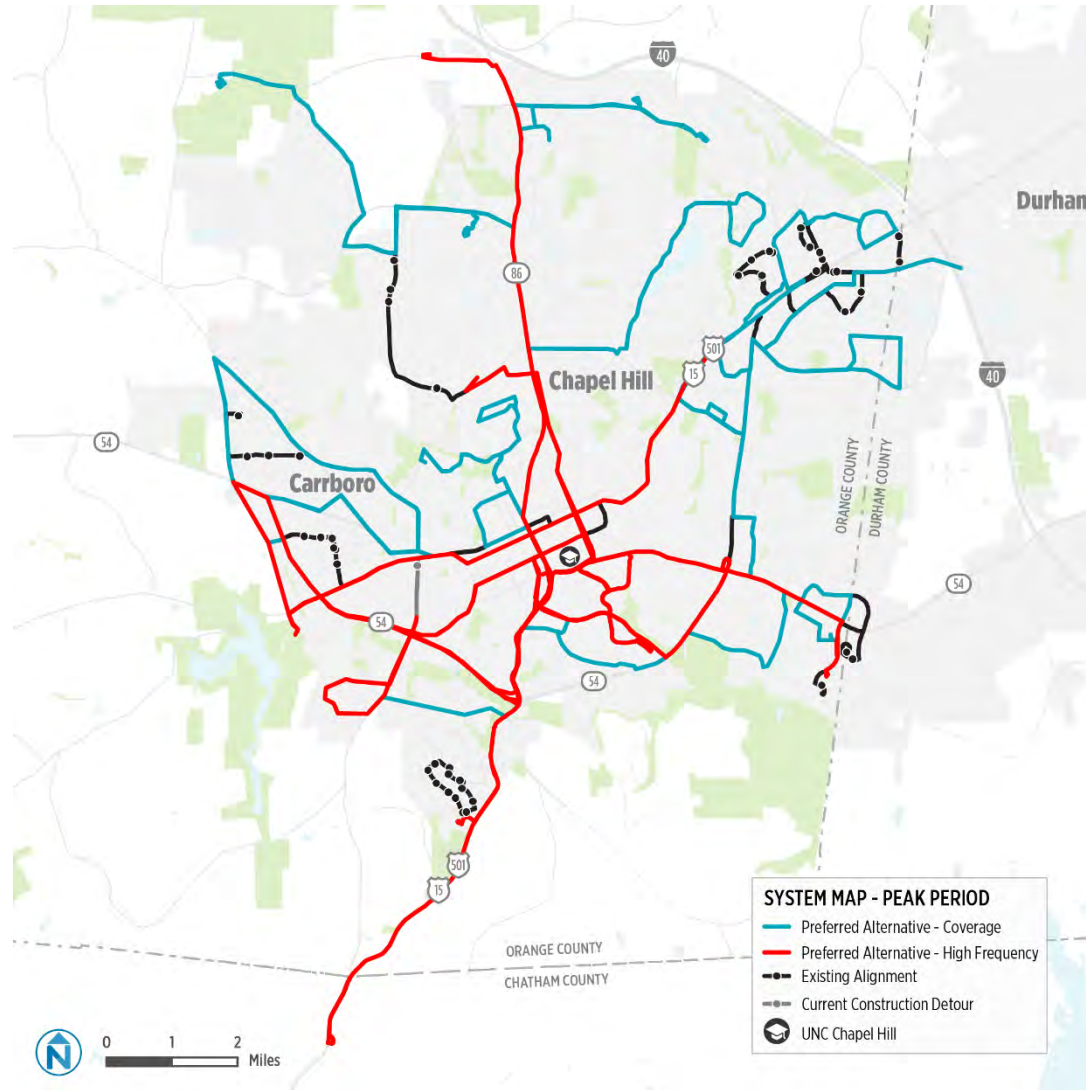 40
Durham
86
501
15
Chapel Hill
40
54
Carrboro
ORANGE COUNTY
DURHAM COUNTY
54
54
54
501
15
SYSTEM MAP - PEAK PERIOD
Preferred Alternative - Coverage
Preferred Alternative - High Frequency
Existing Alignment
Current Construction Detour
UNC Chapel Hill
ORANGE COUNTY
CHATHAM COUNTY
N
0 1 2
Miles